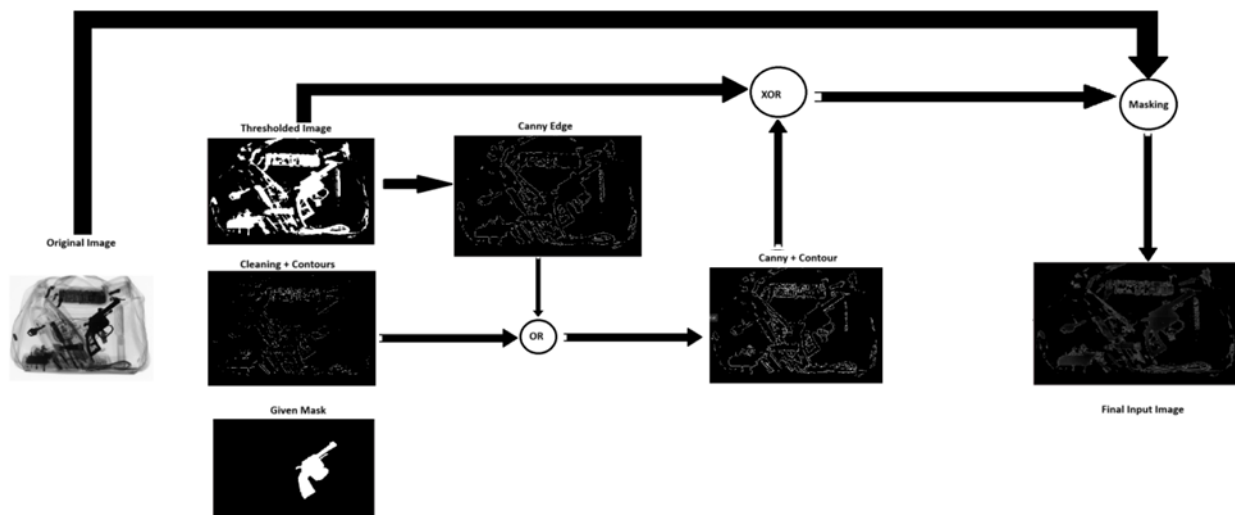 XOR
Masking
Thresholded Image
Canny Edge
Original Image
Cleaning + Contours
Canny + Contour
OR
Given Mask
Final Input Image